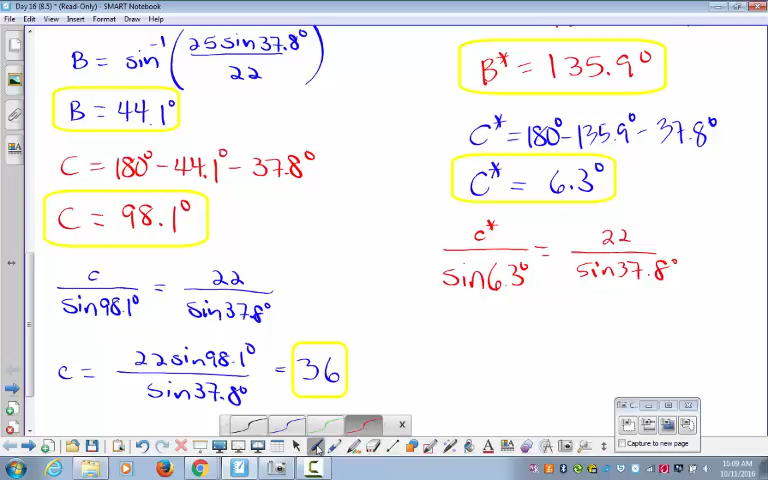 Day 16 (8.5) * (Read-Only) - SMART Notebook
File Edit View Insert Format Tools Draw Help
B = sin⁻¹ (25sin37.8° / 22)
B = 44.1°
C = 180° - 44.1° - 37.8°
C = 98.1°
c / sin98.1° = 22 / sin37.8°
c = 22sin98.1° / sin37.8° = 36
B* = 135.9°
C* = 180° - 135.9° - 37.8°
C* = 6.3°
c* / sin6.3° = 22 / sin37.8°
Capture to new page
10:09 AM
10/11/2016